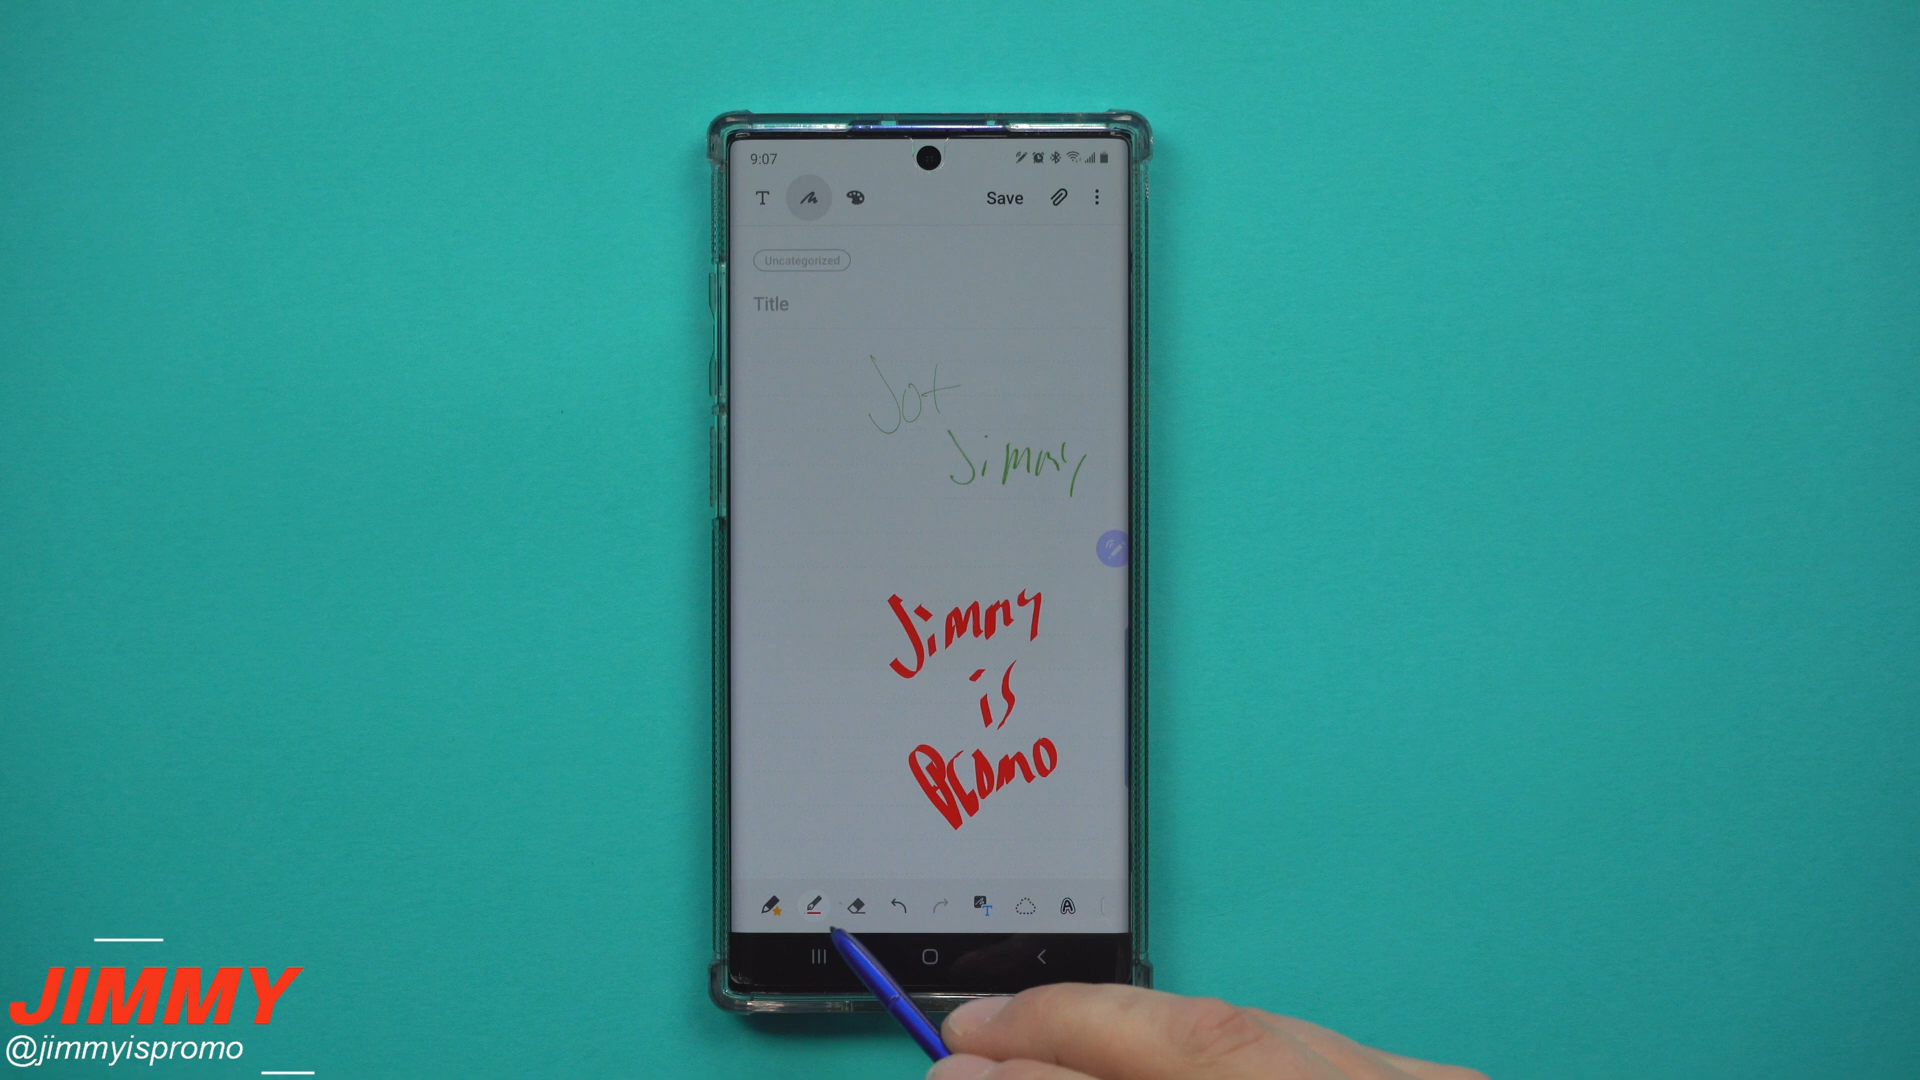 9:07
T
Save
Uncategorized
Title
Jot
Jimmy
Jimmy
is
Promo
JIMMY
@jimmyispromo